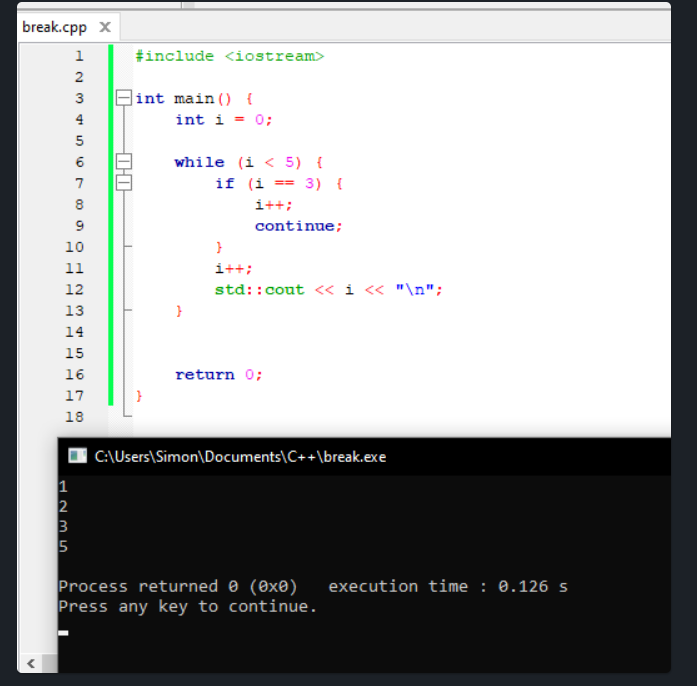 break.cpp X
1 #include <iostream>
2
3 int main() {
4 int i = 0;
5
6 while (i < 5) {
7 if (i == 3) {
8 i++;
9 continue;
10 }
11 i++;
12 std::cout << i << "\n";
13 }
14
15
16 return 0;
17 }
18
C:\Users\Simon\Documents\C++\break.exe
1
2
3
5
Process returned 0 (0x0)   execution time : 0.126 s
Press any key to continue.